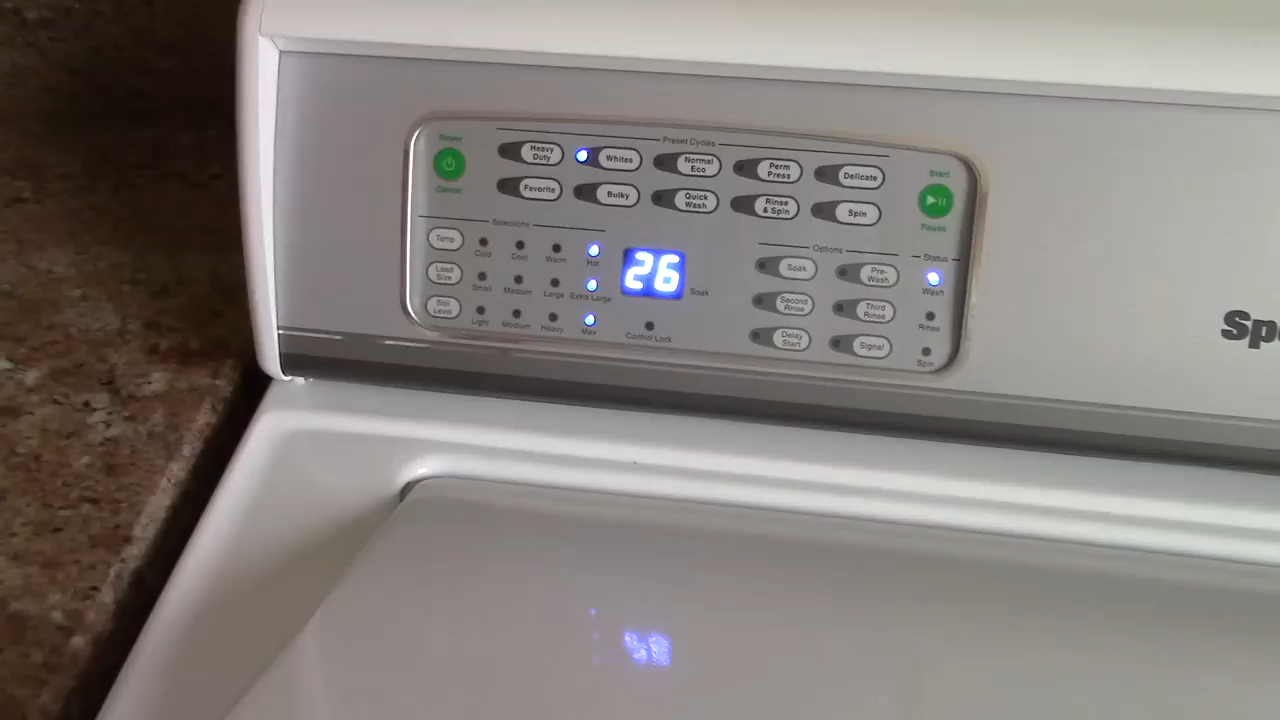 Power
Cancel
Preset Cycles
Heavy Duty
Whites
Normal Eco
Perm Press
Delicate
Favorite
Bulky
Quick Wash
Rinse & Spin
Spin
Start
Pause
Selections
Temp
Cold
Cool
Warm
Hot
Load Size
Small
Medium
Large
Extra Large
Soil Level
Light
Medium
Heavy
Max
26
Soak
Control Lock
Options
Soak
Pre-Wash
Second Rinse
Third Rinse
Delay Start
Signal
Status
Wash
Rinse
Spin
Sp